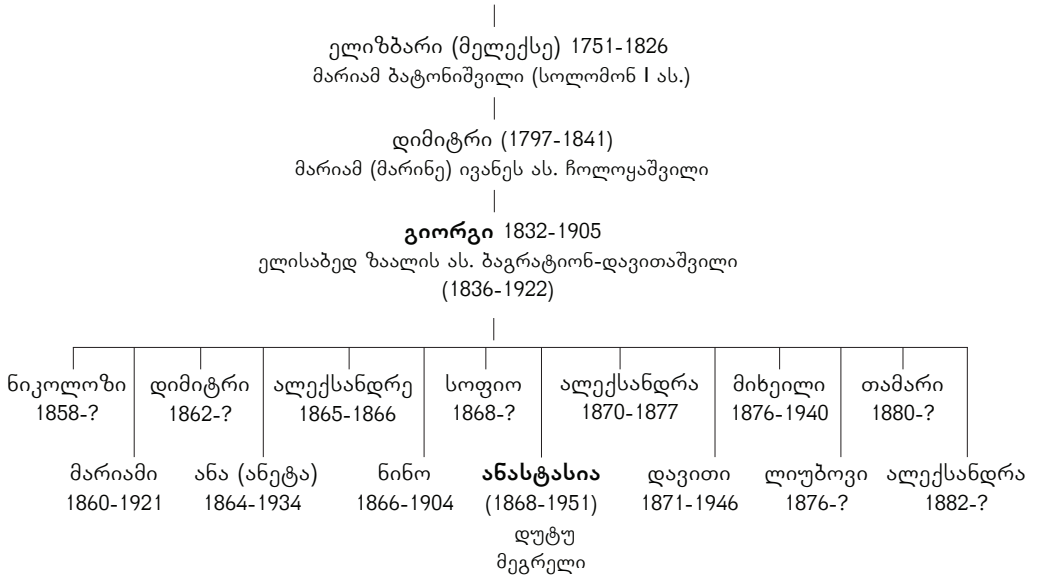 ელიზბარი (მელექსე) 1751-1826
მარიამ ბატონიშვილი (სოლომონ I ას.)
დიმიტრი (1797-1841)
მარიამ (მარინე) ივანეს ას. ჩოლოყაშვილი
გიორგი 1832-1905
ელისაბედ ზაალის ას. ბაგრატიონ-დავითაშვილი
(1836-1922)
ნიკოლოზი დიმიტრი ალექსანდრე სოფიო ალექსანდრა მიხეილი თამარი
1858-? 1862-? 1865-1866 1868-? 1870-1877 1876-1940 1880-?
მარიამი ანა (ანეტა) ნინო ანასტასია დავითი ლიუბოვი ალექსანდრა
1860-1921 1864-1934 1866-1904 (1868-1951) 1871-1946 1876-? 1882-?
დუტუ
მეგრელი